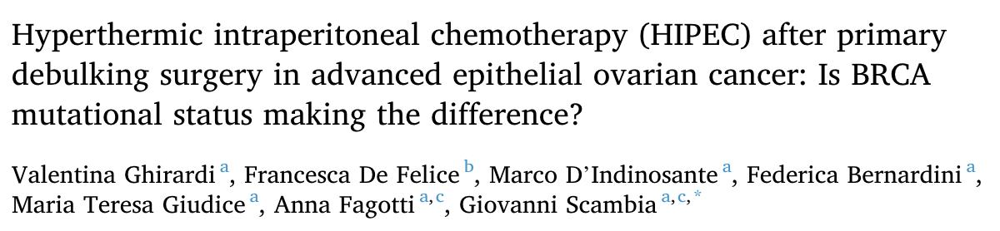 Hyperthermic intraperitoneal chemotherapy (HIPEC) after primary
debulking surgery in advanced epithelial ovarian cancer: Is BRCA
mutational status making the difference?
Valentina Ghirardi a, Francesca De Felice b, Marco D’Indinosante a, Federica Bernardini a,
Maria Teresa Giudice a, Anna Fagotti a,c, Giovanni Scambia a,c,*